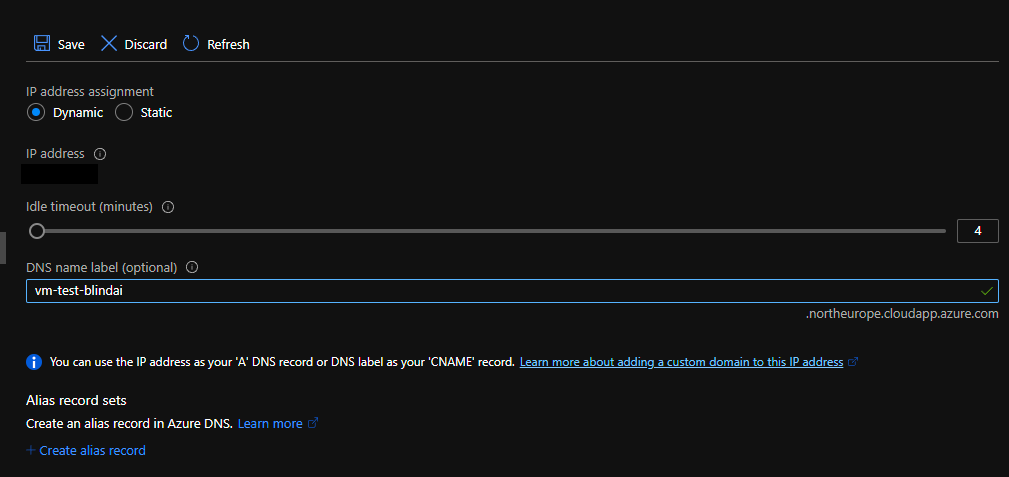 Save Discard Refresh
IP address assignment
Dynamic Static
IP address
Idle timeout (minutes)
4
DNS name label (optional)
vm-test-blindai
.northeurope.cloudapp.azure.com
You can use the IP address as your 'A' DNS record or DNS label as your 'CNAME' record. Learn more about adding a custom domain to this IP address
Alias record sets
Create an alias record in Azure DNS. Learn more
+ Create alias record